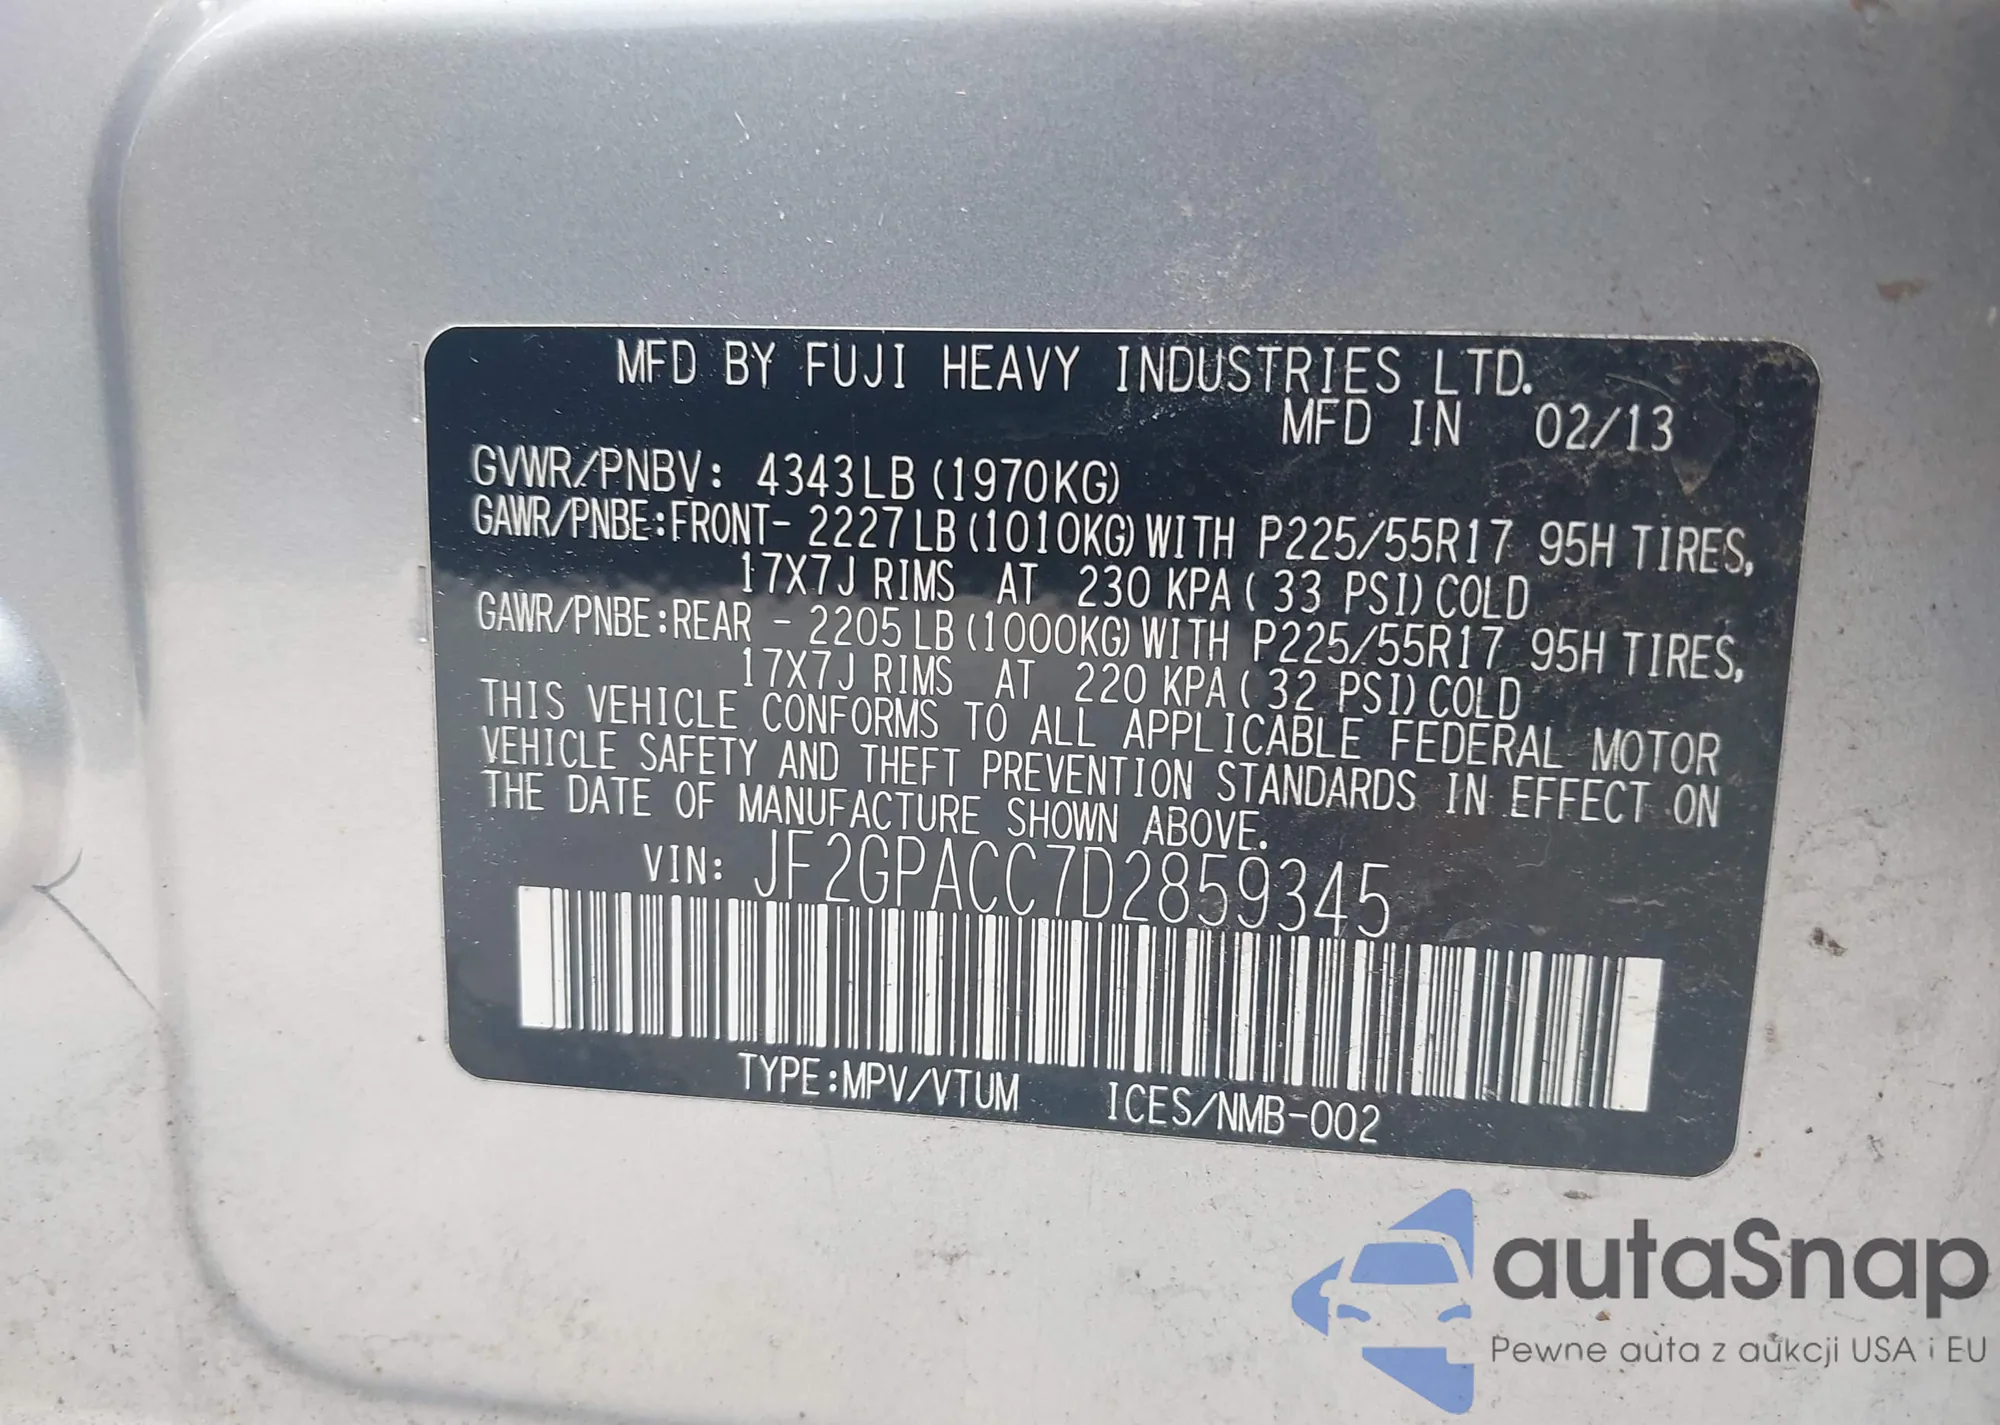 MFD BY FUJI HEAVY INDUSTRIES LTD.
MFD IN 02/13
GVWR/PNBV: 4343LB (1970KG)
GAWR/PNBE:FRONT- 2227LB (1010KG) WITH P225/55R17 95H TIRES,
17X7J RIMS AT 230 KPA ( 33 PSI) COLD
GAWR/PNBE:REAR - 2205LB (1000KG) WITH P225/55R17 95H TIRES,
17X7J RIMS AT 220 KPA ( 32 PSI) COLD
THIS VEHICLE CONFORMS TO ALL APPLICABLE FEDERAL MOTOR
VEHICLE SAFETY AND THEFT PREVENTION STANDARDS IN EFFECT ON
THE DATE OF MANUFACTURE SHOWN ABOVE.
VIN: JF2GPACC7D2859345
TYPE:MPV/VTUM ICES/NMB-002
autaSnap
Pewne auta z aukcji USA i EU